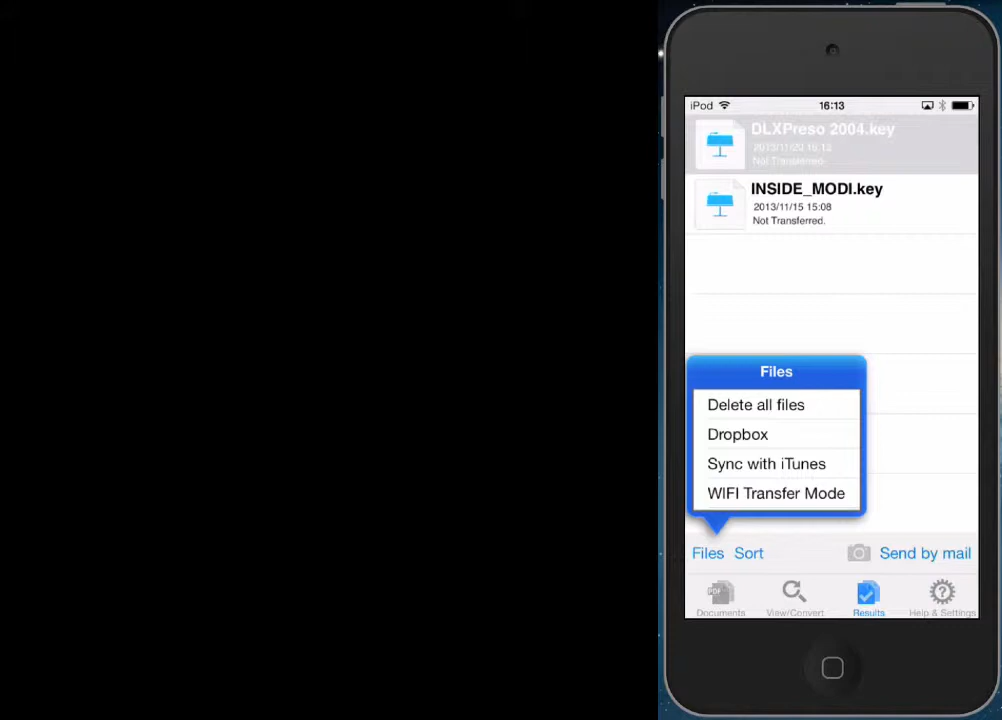 iPod 16:13
DLXPreso 2004.key
2013/11/20 16:13
Not Transferred.
INSIDE_MODI.key
2013/11/15 15:08
Not Transferred.
Files
Delete all files
Dropbox
Sync with iTunes
WIFI Transfer Mode
Files Sort Send by mail
PDF
Documents View/Convert Results Help & Settings